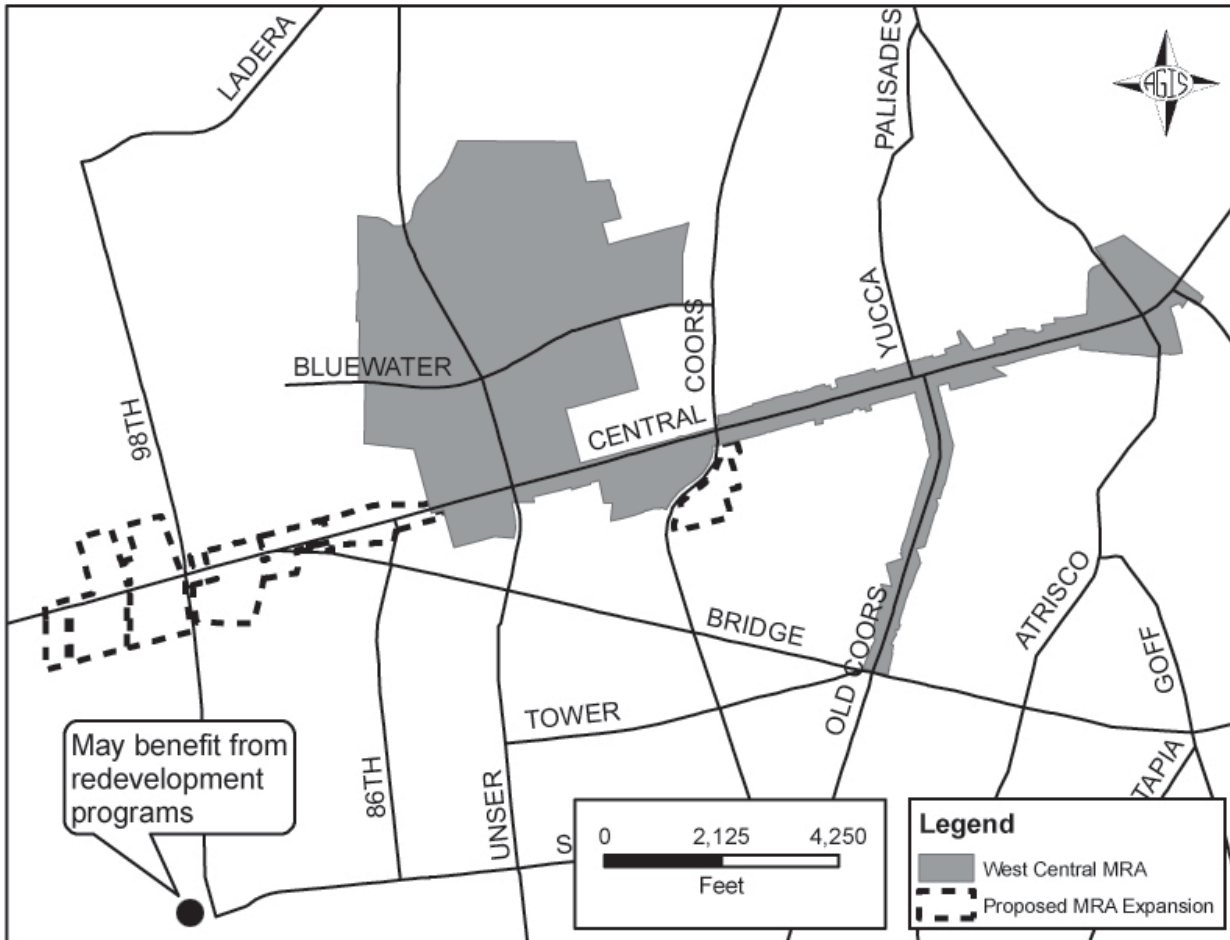 LADERA
PALISADES
AGIS
YUCCA
COORS
BLUEWATER
CENTRAL
98TH
BRIDGE
ATRISCO
GOFF
OLD COORS
TOWER
May benefit from
redevelopment
programs
86TH
UNSER
TAPIA
S
0 2,125 4,250
Feet
Legend
West Central MRA
Proposed MRA Expansion